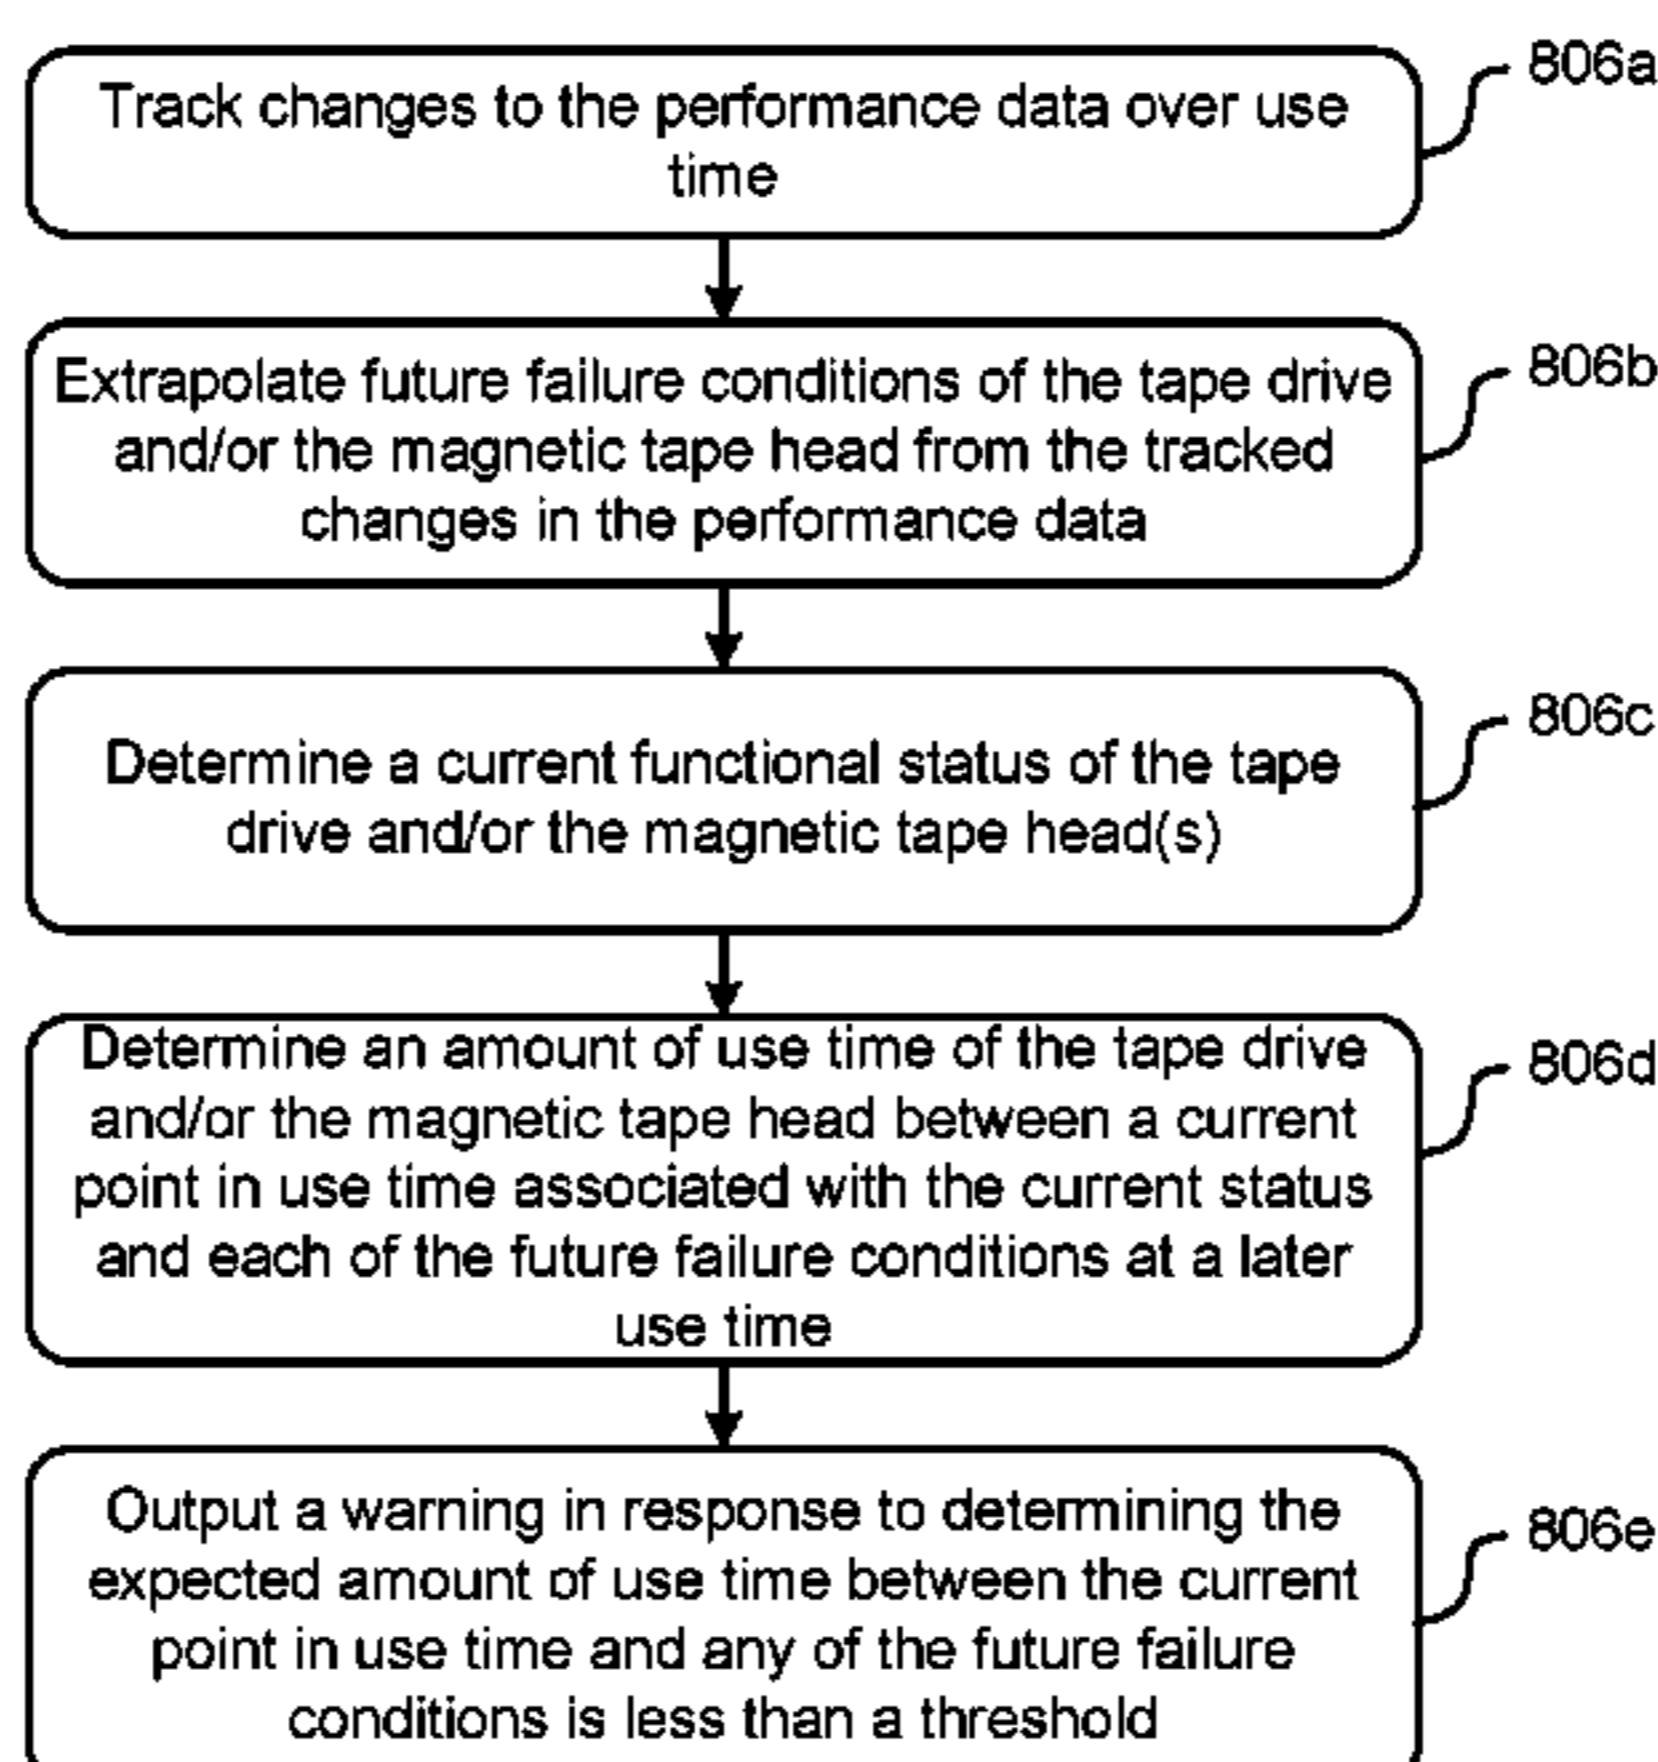 806a
Track changes to the performance data over use
time
806b
Extrapolate future failure conditions of the tape drive
and/or the magnetic tape head from the tracked
changes in the performance data
806c
Determine a current functional status of the tape
drive and/or the magnetic tape head(s)
806d
Determine an amount of use time of the tape drive
and/or the magnetic tape head between a current
point in use time associated with the current status
and each of the future failure conditions at a later
use time
806e
Output a warning in response to determining the
expected amount of use time between the current
point in use time and any of the future failure
conditions is less than a threshold